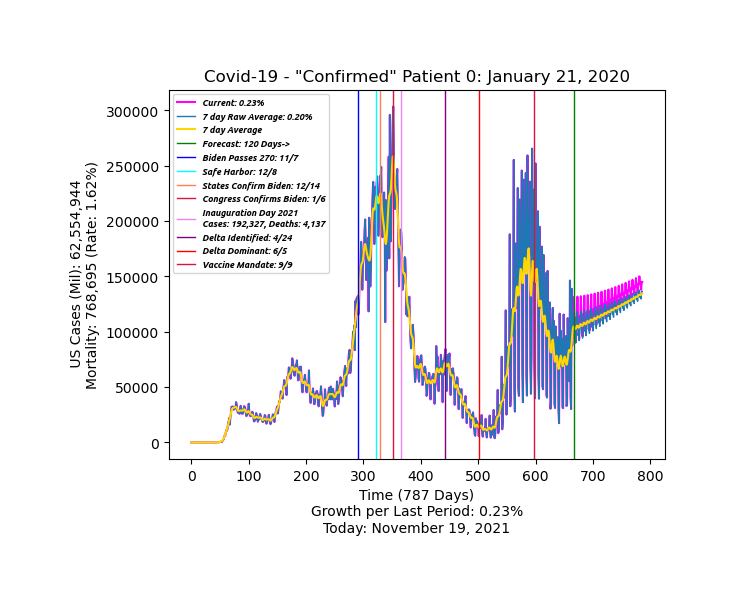 Covid-19 - "Confirmed" Patient 0: January 21, 2020
US Cases (Mil): 62,554,944
Mortality: 768,695 (Rate: 1.62%)
300000
250000
200000
150000
100000
50000
0
Current: 0.23%
7 day Raw Average: 0.20%
7 day Average
Forecast: 120 Days->
Biden Passes 270: 11/7
Safe Harbor: 12/8
States Confirm Biden: 12/14
Congress Confirms Biden: 1/6
Inauguration Day 2021
Cases: 192,327, Deaths: 4,137
Delta Identified: 4/24
Delta Dominant: 6/5
Vaccine Mandate: 9/9
0 100 200 300 400 500 600 700 800
Time (787 Days)
Growth per Last Period: 0.23%
Today: November 19, 2021